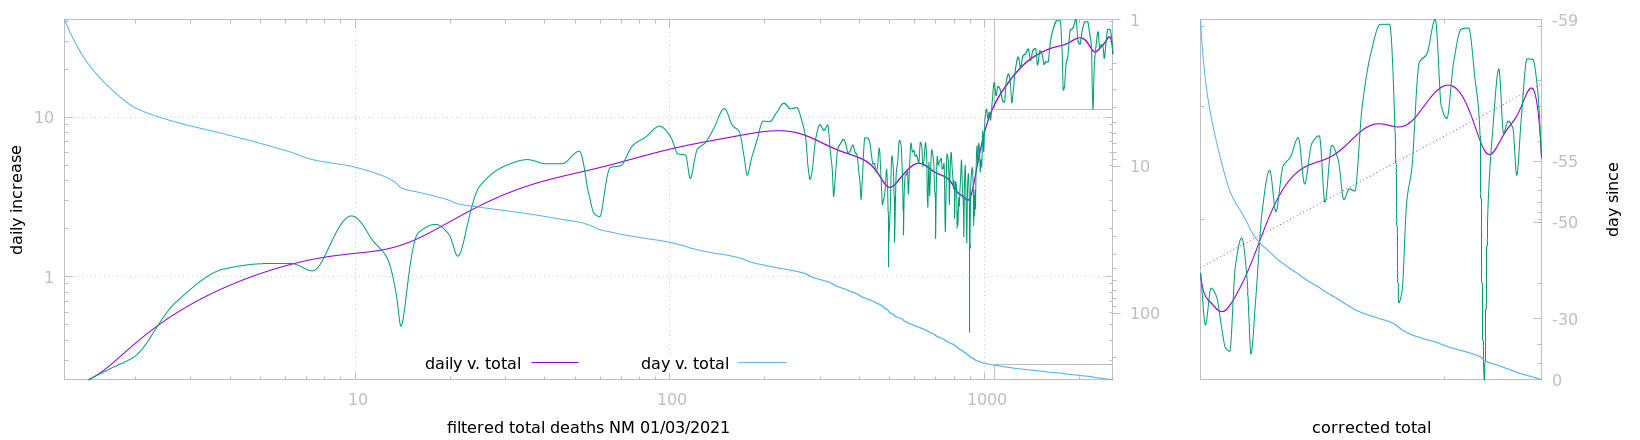 1
-59
10
10
-55
-50
1
100
-30
daily v. total
day v. total
0
10
100
1000
daily increase
day since
filtered total deaths NM 01/03/2021
corrected total